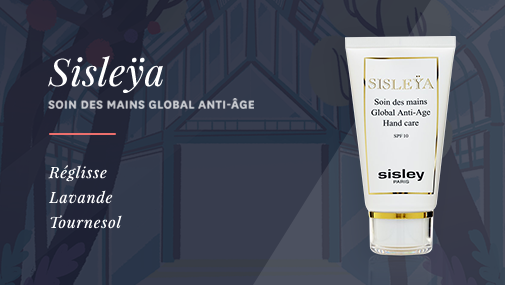 Sisleÿa
SOIN DES MAINS GLOBAL ANTI-ÂGE
Réglisse
Lavande
Tournesol
SISLEŸA
Soin des mains
Global Anti-Age
Hand care
SPF 10
sisley
PARIS